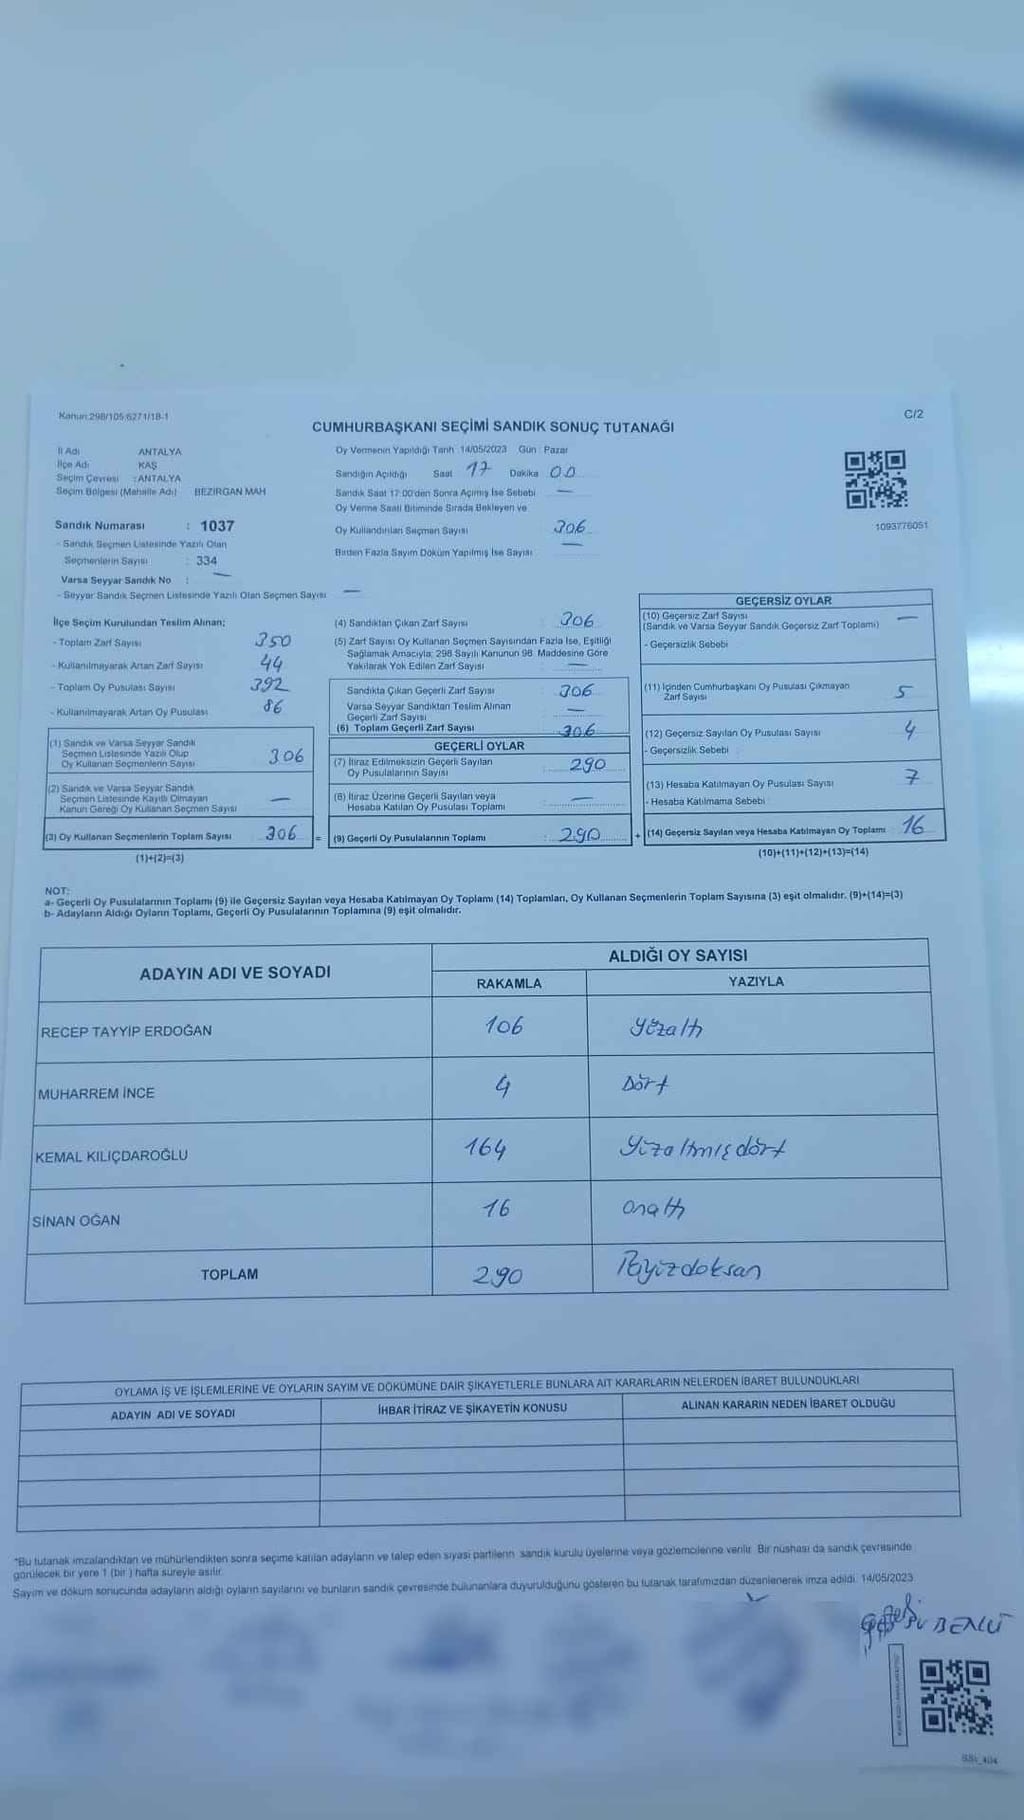 Kanun:298/105;6271/18-1
C/2
CUMHURBAŞKANI SEÇİMİ SANDIK SONUÇ TUTANAĞI
İl Adı ANTALYA
İlçe Adı KAŞ
Seçim Çevresi : ANTALYA
Seçim Bölgesi (Mahalle Adı) BEZİRGAN MAH
Sandık Numarası : 1037
- Sandık Seçmen Listesinde Yazılı Olan
Seçmenlerin Sayısı : 334
Varsa Seyyar Sandık No : —
- Seyyar Sandık Seçmen Listesinde Yazılı Olan Seçmen Sayısı —
Oy Vermenin Yapıldığı Tarih :14/05/2023 Gün : Pazar
Sandığın Açıldığı Saat 17 Dakika 00
Sandık Saat 17:00'den Sonra Açılmış İse Sebebi —
Oy Verme Saati Bitiminde Sırada Bekleyen ve
Oy Kullandırılan Seçmen Sayısı 306
Birden Fazla Sayım Döküm Yapılmış İse Sayısı —
1093776051
İlçe Seçim Kurulundan Teslim Alınan;
- Toplam Zarf Sayısı 350
- Kullanılmayarak Artan Zarf Sayısı 44
- Toplam Oy Pusulası Sayısı 392
- Kullanılmayarak Artan Oy Pusulası 86
(1) Sandık ve Varsa Seyyar Sandık
Seçmen Listesinde Yazılı Olup
Oy Kullanan Seçmenlerin Sayısı 306
(2) Sandık ve Varsa Seyyar Sandık
Seçmen Listesinde Kayıtlı Olmayan
Kanun Gereği Oy Kullanan Seçmen Sayısı —
(3) Oy Kullanan Seçmenlerin Toplam Sayısı 306 =
(1)+(2)=(3)
(4) Sandıktan Çıkan Zarf Sayısı : 306
(5) Zarf Sayısı Oy Kullanan Seçmen Sayısından Fazla İse, Eşitliği
Sağlamak Amacıyla; 298 Sayılı Kanunun 98. Maddesine Göre
Yakılarak Yok Edilen Zarf Sayısı : —
Sandıkta Çıkan Geçerli Zarf Sayısı : 306
Varsa Seyyar Sandıktan Teslim Alınan
Geçerli Zarf Sayısı : —
(6) Toplam Geçerli Zarf Sayısı : 306
GEÇERLİ OYLAR
(7) İtiraz Edilmeksizin Geçerli Sayılan
Oy Pusulalarının Sayısı : 290
(8) İtiraz Üzerine Geçerli Sayılan veya
Hesaba Katılan Oy Pusulası Toplamı : —
(9) Geçerli Oy Pusulalarının Toplamı : 290 +
GEÇERSİZ OYLAR
(10) Geçersiz Zarf Sayısı
(Sandık ve Varsa Seyyar Sandık Geçersiz Zarf Toplamı) —
- Geçersizlik Sebebi
(11) İçinden Cumhurbaşkanı Oy Pusulası Çıkmayan
Zarf Sayısı 5
(12) Geçersiz Sayılan Oy Pusulası Sayısı 4
- Geçersizlik Sebebi
(13) Hesaba Katılmayan Oy Pusulası Sayısı 7
- Hesaba Katılmama Sebebi
(14) Geçersiz Sayılan veya Hesaba Katılmayan Oy Toplamı 16
(10)+(11)+(12)+(13)=(14)
NOT:
a- Geçerli Oy Pusulalarının Toplamı (9) ile Geçersiz Sayılan veya Hesaba Katılmayan Oy Toplamı (14) Toplamları, Oy Kullanan Seçmenlerin Toplam Sayısına (3) eşit olmalıdır. (9)+(14)=(3)
b- Adayların Aldığı Oyların Toplamı, Geçerli Oy Pusulalarının Toplamına (9) eşit olmalıdır.
ADAYIN ADI VE SOYADI
ALDIĞI OY SAYISI
RAKAMLA YAZIYLA
RECEP TAYYİP ERDOĞAN 106 Yüzaltı
MUHARREM İNCE 4 Dört
KEMAL KILIÇDAROĞLU 164 Yüzaltmışdört
SİNAN OĞAN 16 onaltı
TOPLAM 290 İkiyüzdoksan
OYLAMA İŞ VE İŞLEMLERİNE VE OYLARIN SAYIM VE DÖKÜMÜNE DAİR ŞİKAYETLERLE BUNLARA AİT KARARLARIN NELERDEN İBARET BULUNDUKLARI
ADAYIN ADI VE SOYADI İHBAR İTİRAZ VE ŞİKAYETİN KONUSU ALINAN KARARIN NEDEN İBARET OLDUĞU
*Bu tutanak imzalandıktan ve mühürlendikten sonra seçime katılan adayların ve talep eden siyasi partilerin sandık kurulu üyelerine veya gözlemcilerine verilir. Bir nüshası da sandık çevresinde
görülecek bir yere 1 (bir ) hafta süreyle asılır.
Sayım ve döküm sonucunda adayların aldığı oyların sayılarını ve bunların sandık çevresinde bulunanlara duyurulduğunu gösteren bu tutanak tarafımızdan düzenlenerek imza edildi. 14/05/2023
BENLİ